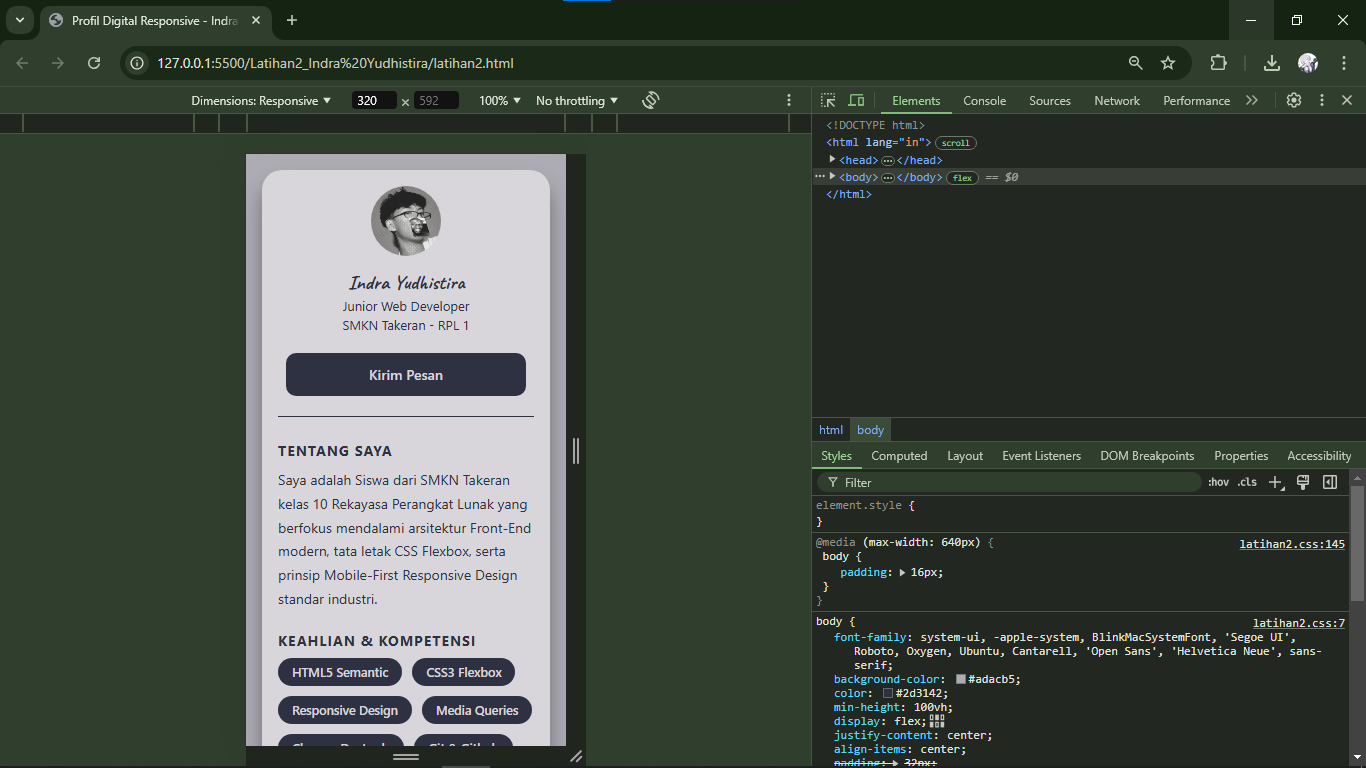 Profil Digital Responsive - Indra
127.0.0.1:5500/Latihan2_Indra%20Yudhistira/latihan2.html
Dimensions: Responsive 320 × 592 100% No throttling
Elements Console Sources Network Performance
<!DOCTYPE html>
<html lang="in"> scroll
<head> ••• </head>
••• <body> ••• </body> flex == $0
</html>
Indra Yudhistira
Junior Web Developer
SMKN Takeran - RPL 1
Kirim Pesan
TENTANG SAYA
Saya adalah Siswa dari SMKN Takeran
kelas 10 Rekayasa Perangkat Lunak yang
berfokus mendalami arsitektur Front-End
modern, tata letak CSS Flexbox, serta
prinsip Mobile-First Responsive Design
standar industri.
KEAHLIAN & KOMPETENSI
HTML5 Semantic CSS3 Flexbox
Responsive Design Media Queries
html body
Styles Computed Layout Event Listeners DOM Breakpoints Properties Accessibility
Filter :hov .cls
element.style {
}
@media (max-width: 640px) { latihan2.css:145
body {
padding: 16px;
}
}
body { latihan2.css:7
font-family: system-ui, -apple-system, BlinkMacSystemFont, 'Segoe UI',
Roboto, Oxygen, Ubuntu, Cantarell, 'Open Sans', 'Helvetica Neue', sans-
serif;
background-color: #adacb5;
color: #2d3142;
min-height: 100vh;
display: flex;
justify-content: center;
align-items: center;
padding: 32px;